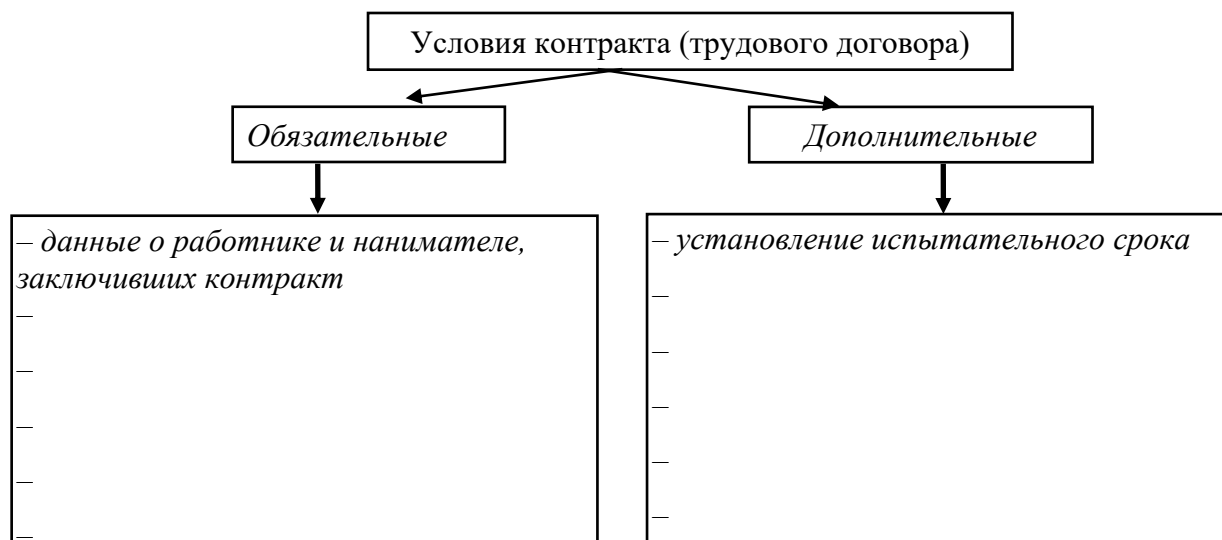 Условия контракта (трудового договора)
Обязательные
Дополнительные
– данные о работнике и нанимателе,
заключивших контракт
–
–
–
–
–
– установление испытательного срока
–
–
–
–
–